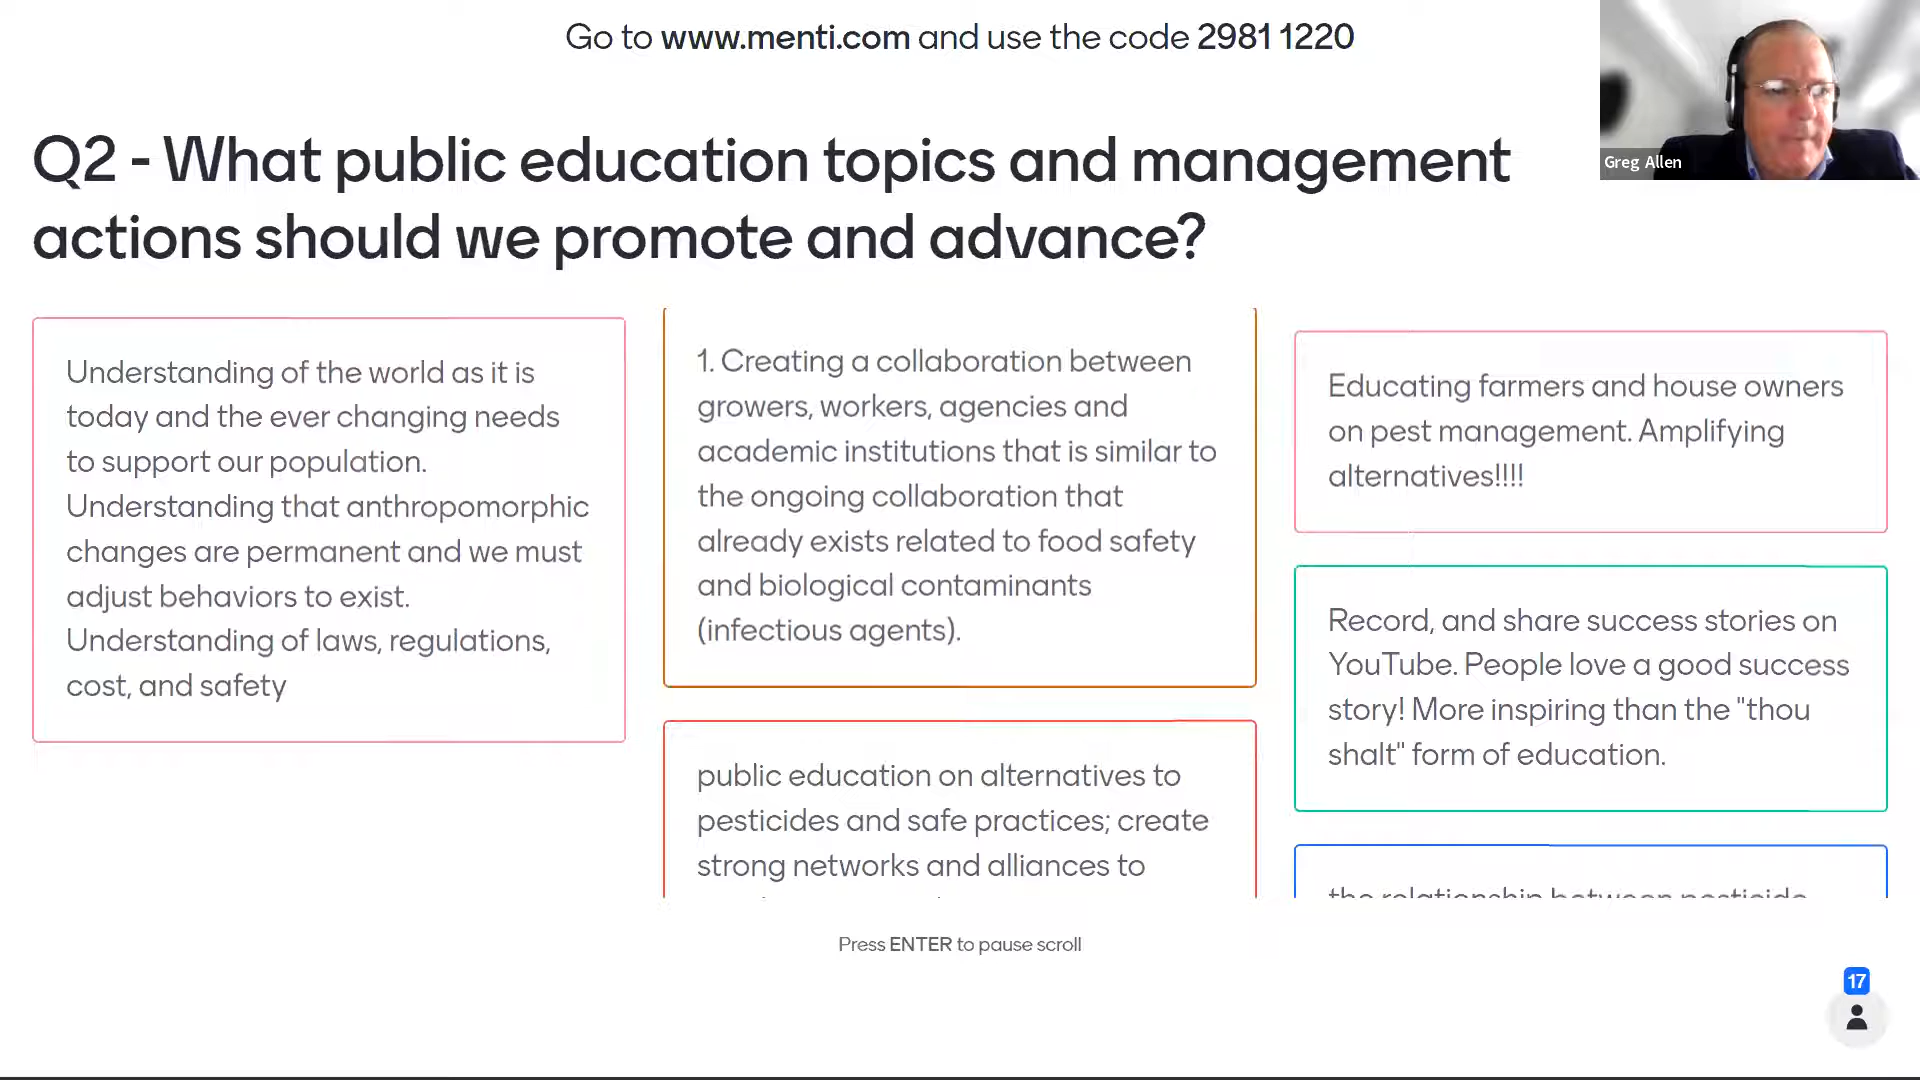 Go to www.menti.com and use the code 2981 1220
Greg Allen
Q2 - What public education topics and management
actions should we promote and advance?
Understanding of the world as it is
today and the ever changing needs
to support our population.
Understanding that anthropomorphic
changes are permanent and we must
adjust behaviors to exist.
Understanding of laws, regulations,
cost, and safety
1. Creating a collaboration between
growers, workers, agencies and
academic institutions that is similar to
the ongoing collaboration that
already exists related to food safety
and biological contaminants
(infectious agents).
public education on alternatives to
pesticides and safe practices; create
strong networks and alliances to
Educating farmers and house owners
on pest management. Amplifying
alternatives!!!!
Record, and share success stories on
YouTube. People love a good success
story! More inspiring than the "thou
shalt" form of education.
the relationship between pesticide
Press ENTER to pause scroll
17